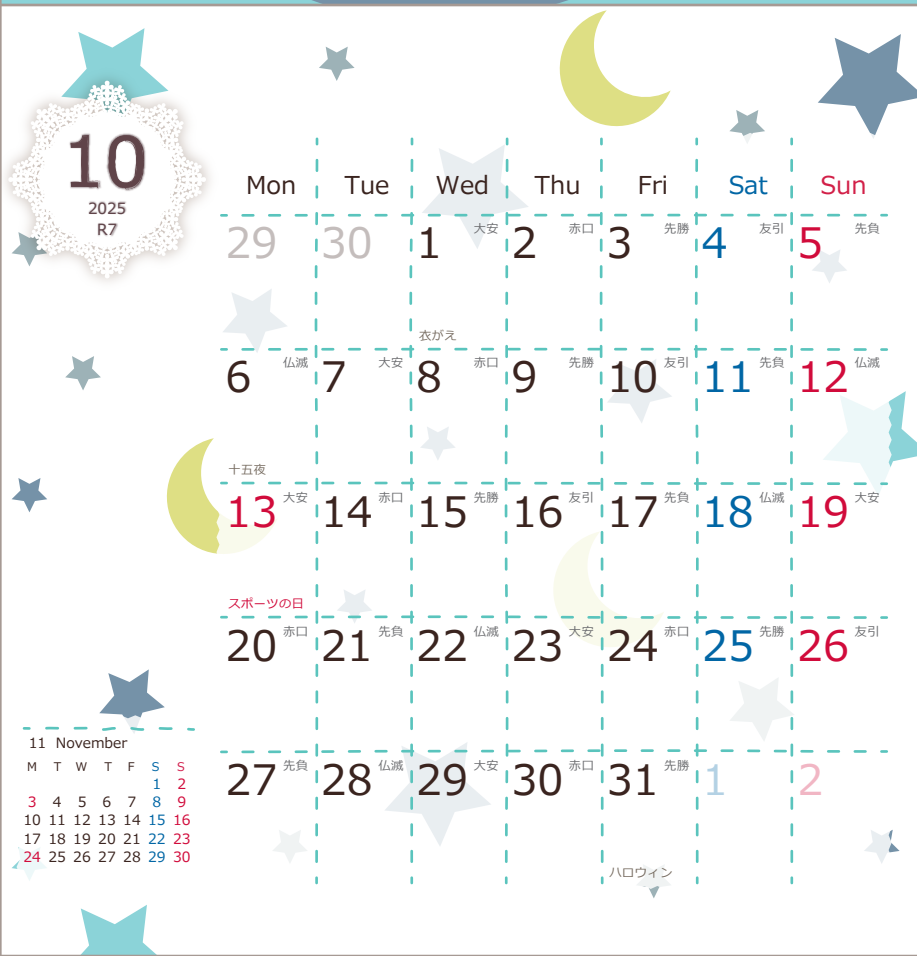 10
2025
R7
Mon Tue Wed Thu Fri Sat Sun
29 30 1 大安 2 赤口 3 先勝 4 友引 5 先負
衣がえ
6 仏滅 7 大安 8 赤口 9 先勝 10 友引 11 先負 12 仏滅
十五夜
13 大安 14 赤口 15 先勝 16 友引 17 先負 18 仏滅 19 大安
スポーツの日
20 赤口 21 先負 22 仏滅 23 大安 24 赤口 25 先勝 26 友引
27 先負 28 仏滅 29 大安 30 赤口 31 先勝 1 2
ハロウィン
11 November
M T W T F S S
1 2
3 4 5 6 7 8 9
10 11 12 13 14 15 16
17 18 19 20 21 22 23
24 25 26 27 28 29 30